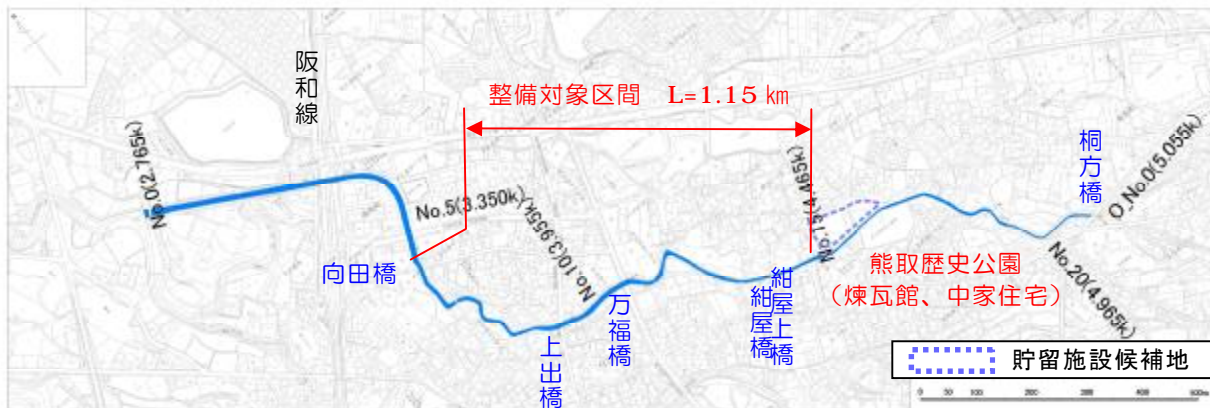 阪和線
整備対象区間 L=1.15 km
No.0(2.765k)
No.5(3.350k)
No.10(3.955k)
No.15(4.465k)
桐方橋
O_No.0(5.055k)
No.20(4.965k)
向田橋
上出橋
万福橋
紺屋橋
紺屋上橋
熊取歴史公園
(煉瓦館、中家住宅)
貯留施設候補地